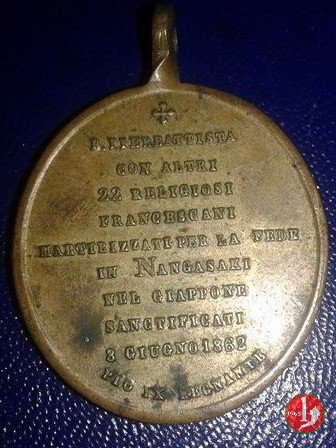 B. PIERBATTISTA
CON ALTRI
22 RELIGIOSI
FRANCESCANI
MARTIRIZZATI PER LA FEDE
IN NANGASAKI
NEL GIAPPONE
SANCTIFICATI
8 GIUGNO 1862
PIO IX REGNANTE